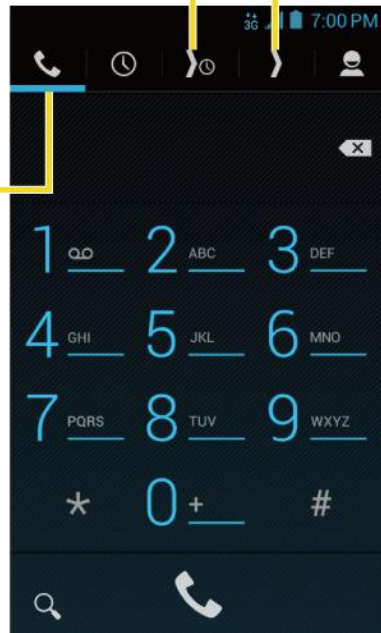 3G 7:00 PM
1 2 ABC 3 DEF
4 GHI 5 JKL 6 MNO
7 PQRS 8 TUV 9 WXYZ
* 0 + #